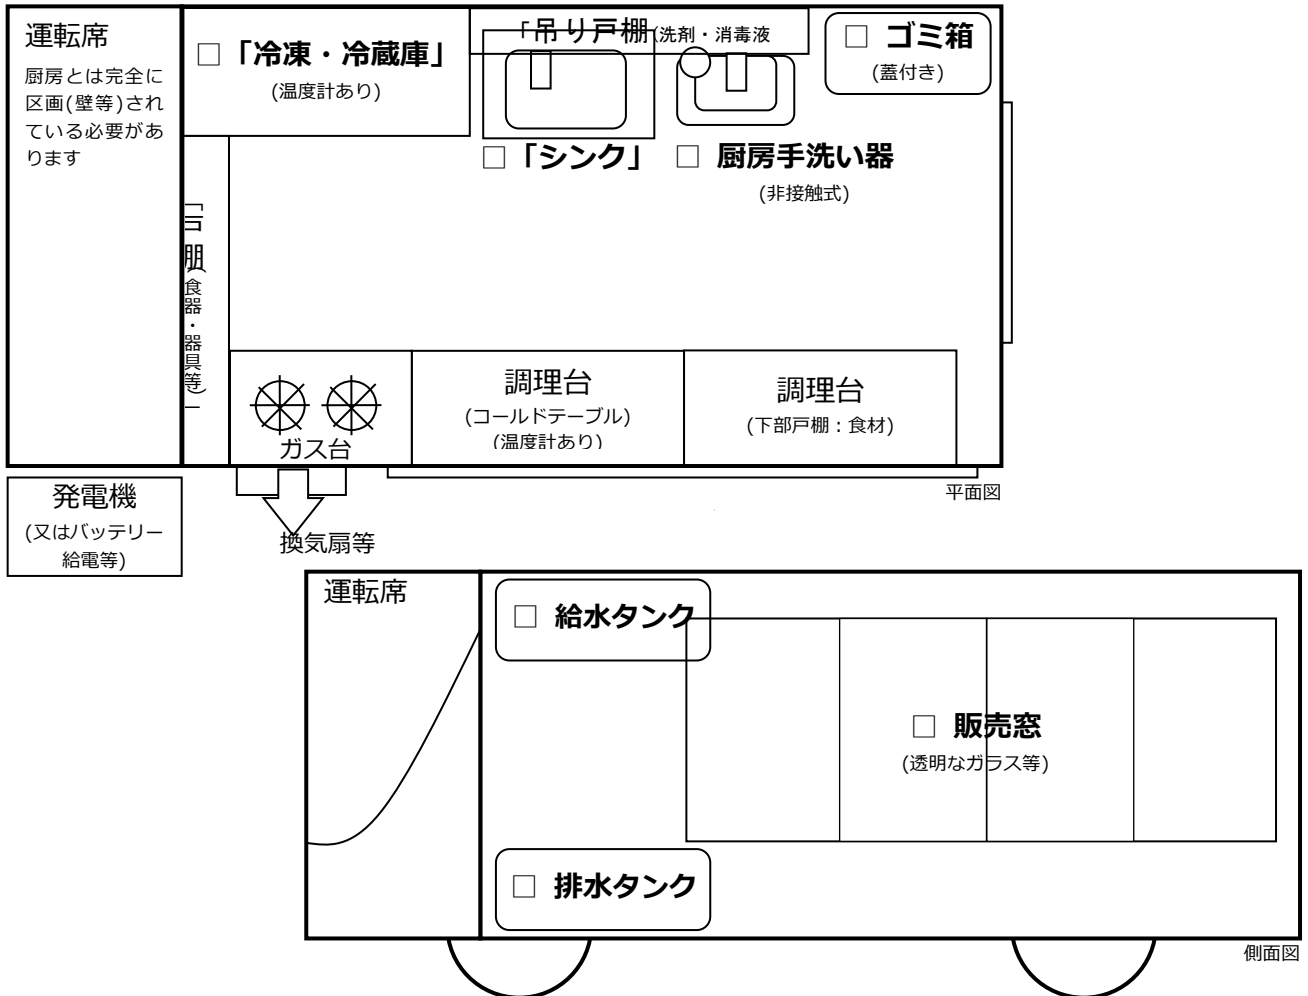 運転席
厨房とは完全に
区画(壁等)され
ている必要があ
ります
□「冷凍・冷蔵庫」
(温度計あり)
「吊り戸棚(洗剤・消毒液
□ ゴミ箱
(蓋付き)
□「シンク」
□ 厨房手洗い器
(非接触式)
「戸棚(食器・器具等)」
ガス台
調理台
(コールドテーブル)
(温度計あり)
調理台
(下部戸棚:食材)
平面図
発電機
(又はバッテリー
給電等)
換気扇等
運転席
□ 給水タンク
□ 販売窓
(透明なガラス等)
□ 排水タンク
側面図